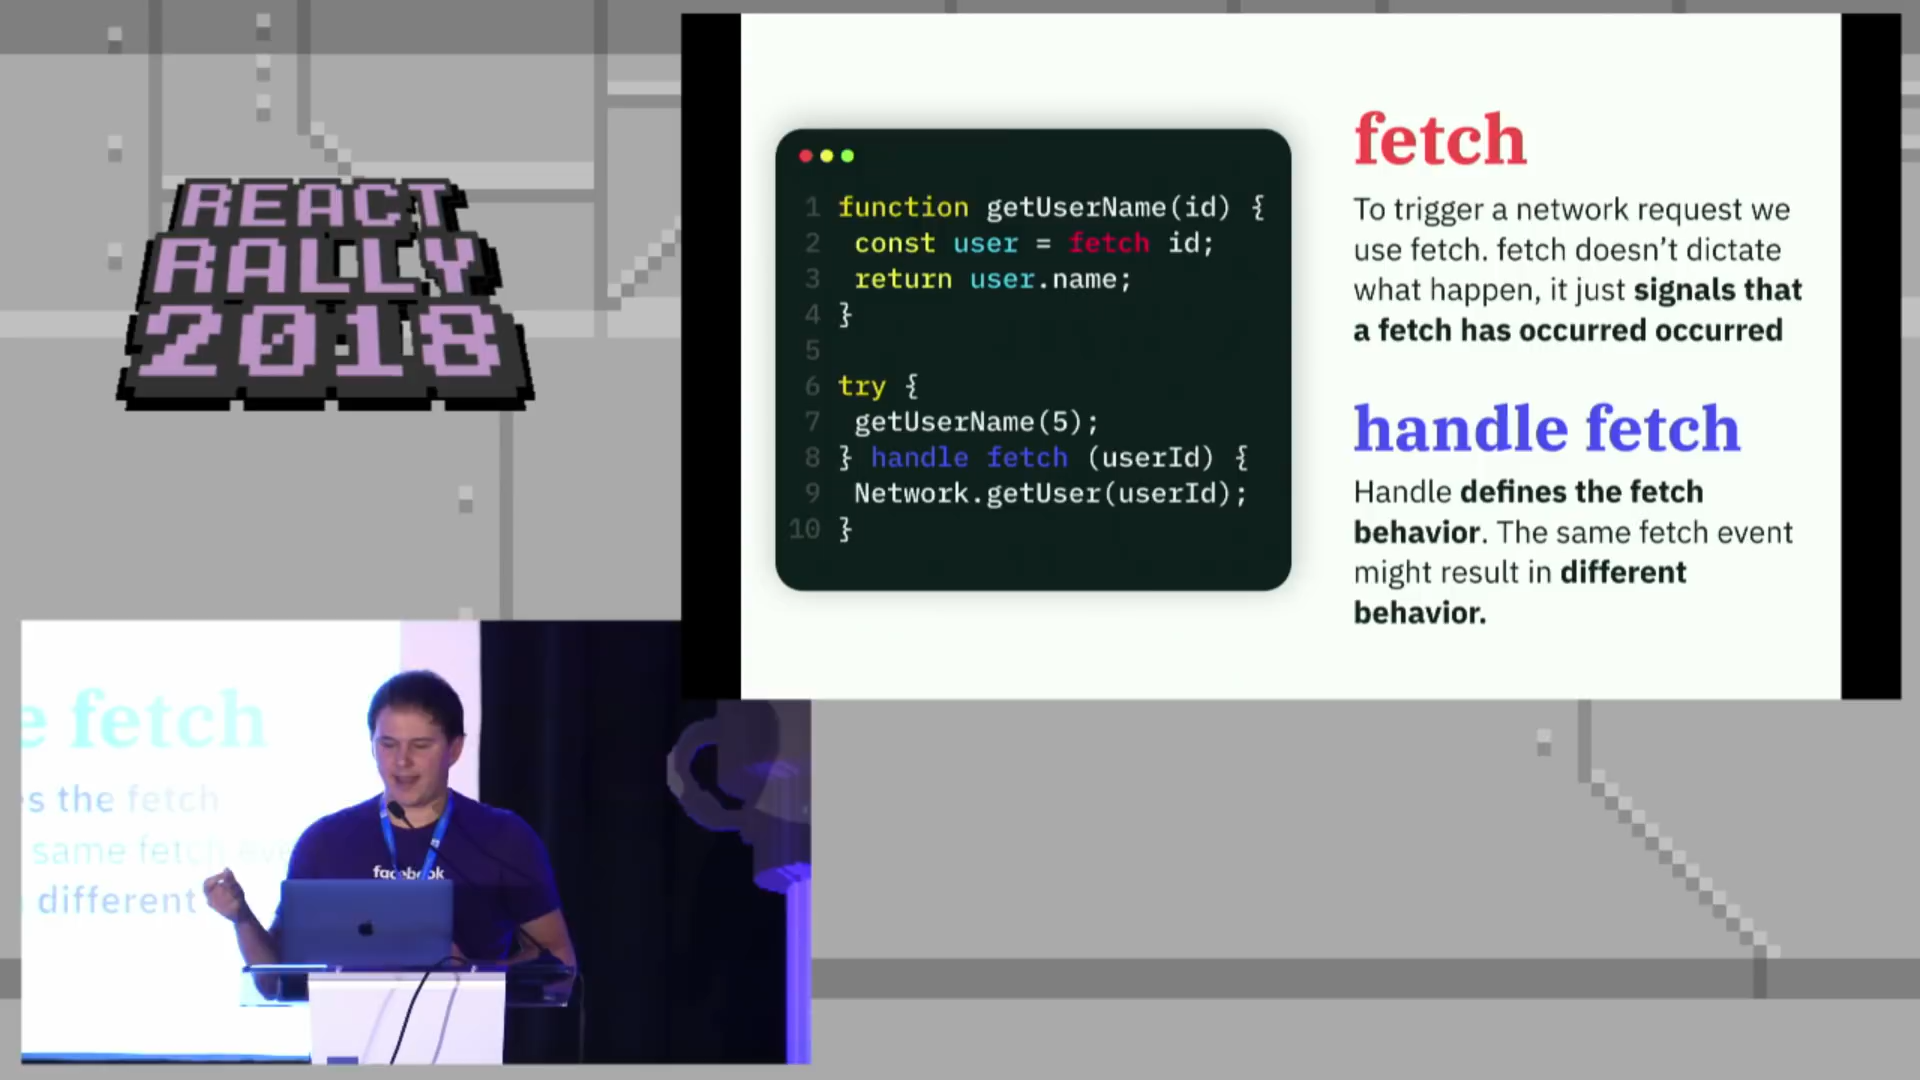 REACT
RALLY
2018
1 function getUserName(id) {
2 const user = fetch id;
3 return user.name;
4 }
5
6 try {
7 getUserName(5);
8 } handle fetch (userId) {
9 Network.getUser(userId);
10 }
fetch
To trigger a network request we
use fetch. fetch doesn’t dictate
what happen, it just signals that
a fetch has occurred occurred
handle fetch
Handle defines the fetch
behavior. The same fetch event
might result in different
behavior.
e fetch
s the fetch
same fetch eve
different
facebook